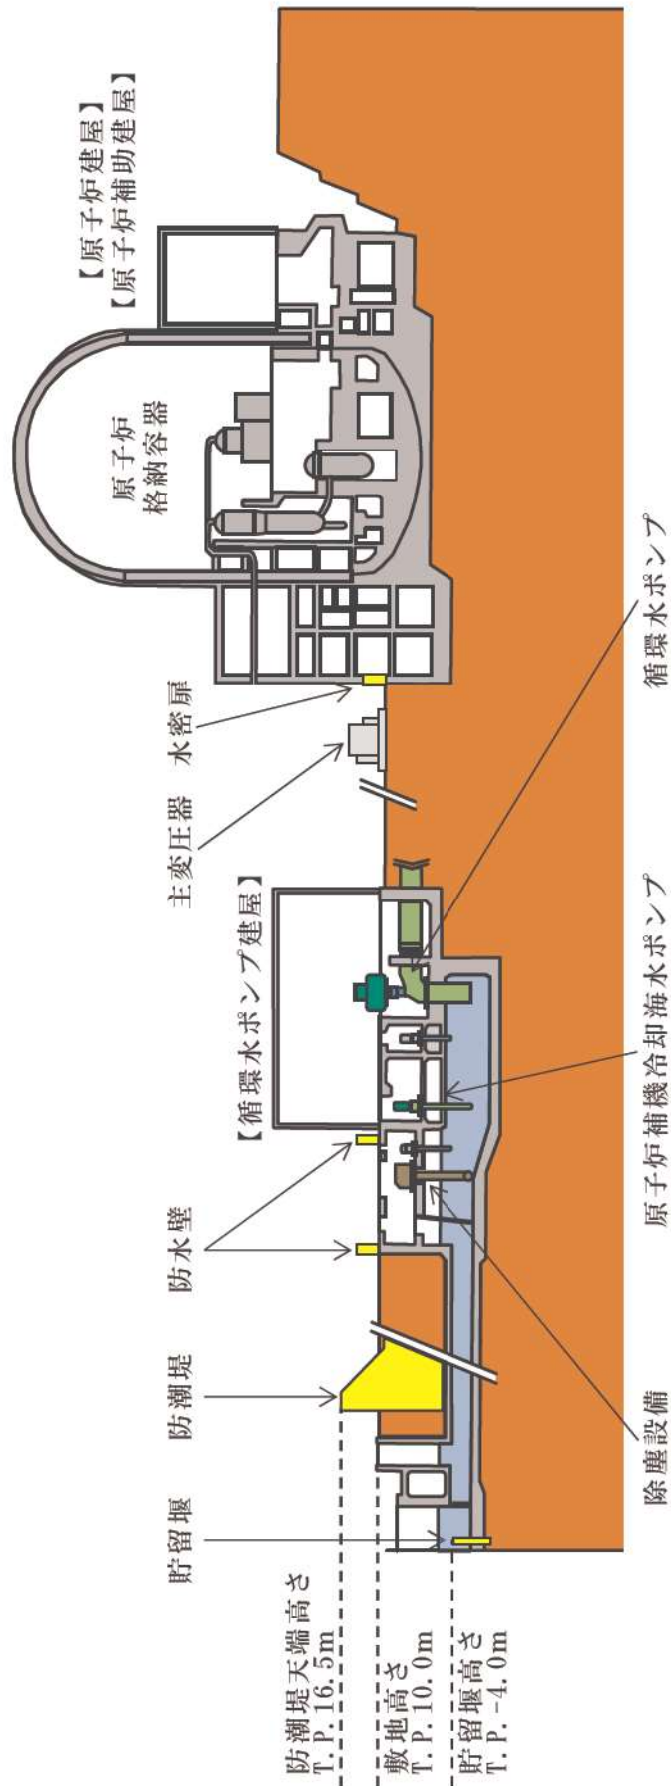 防潮堤天端高さ
T.P.16.5m
敷地高さ
T.P.10.0m
貯留堰高さ
T.P.-4.0m
貯留堰
防潮堤
防水壁
【循環水ポンプ建屋】
主変圧器
水密扉
原子炉
格納容器
【原子炉建屋】
【原子炉補助建屋】
除塵設備
原子炉補機冷却海水ポンプ
循環水ポンプ